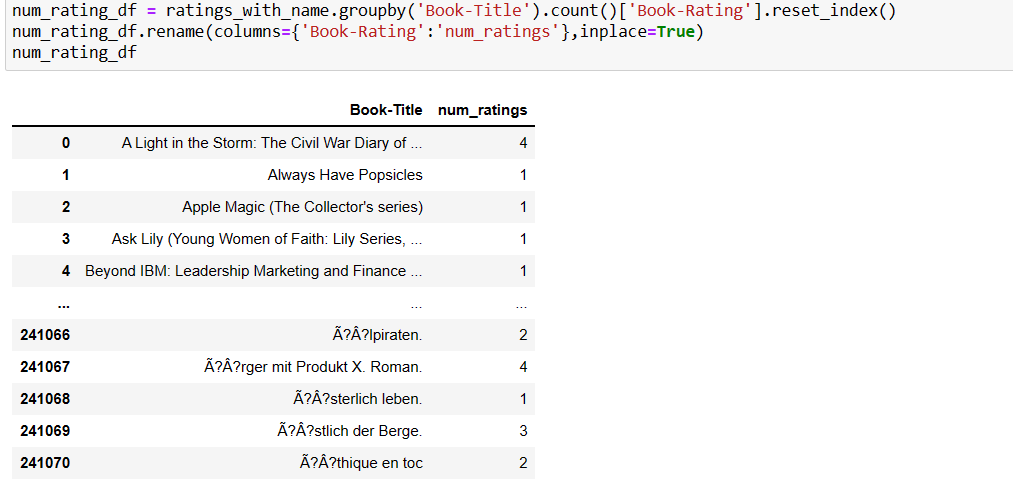 num_rating_df = ratings_with_name.groupby('Book-Title').count()['Book-Rating'].reset_index()
num_rating_df.rename(columns={'Book-Rating':'num_ratings'},inplace=True)
num_rating_df
Book-Title num_ratings
0 A Light in the Storm: The Civil War Diary of ... 4
1 Always Have Popsicles 1
2 Apple Magic (The Collector's series) 1
3 Ask Lily (Young Women of Faith: Lily Series, ... 1
4 Beyond IBM: Leadership Marketing and Finance ... 1
... ... ...
241066 Ã?Â?lpiraten. 2
241067 Ã?Â?rger mit Produkt X. Roman. 4
241068 Ã?Â?sterlich leben. 1
241069 Ã?Â?stlich der Berge. 3
241070 Ã?Â?thique en toc 2